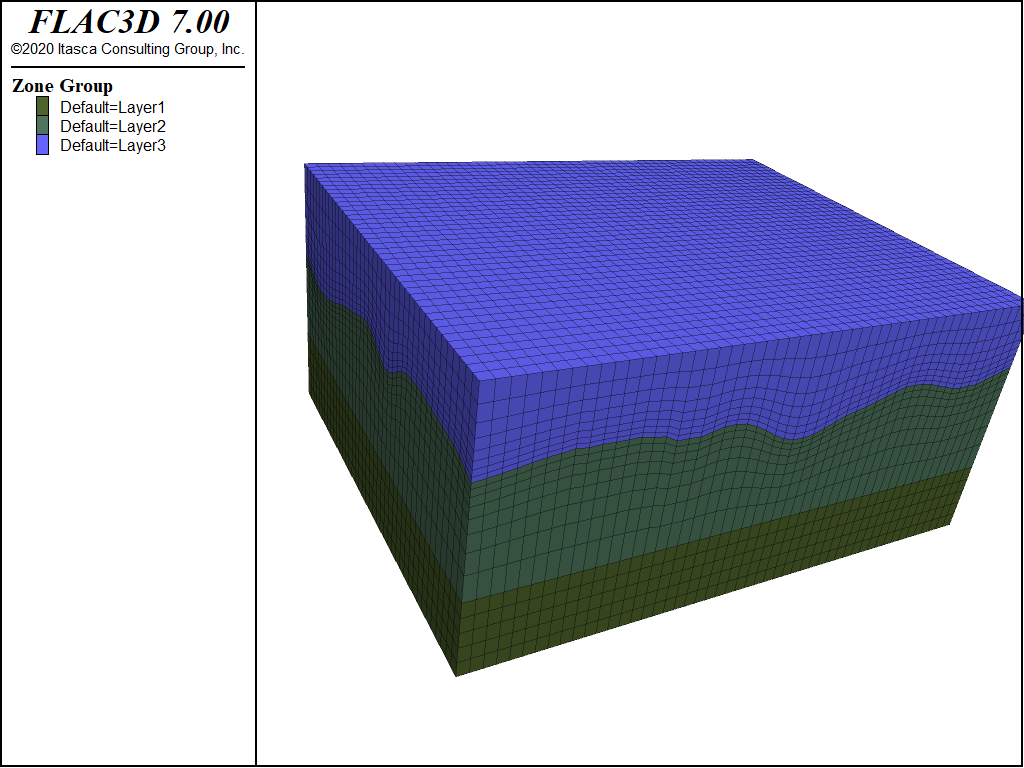 FLAC3D 7.00
©2020 Itasca Consulting Group, Inc.
Zone Group
Default=Layer1
Default=Layer2
Default=Layer3